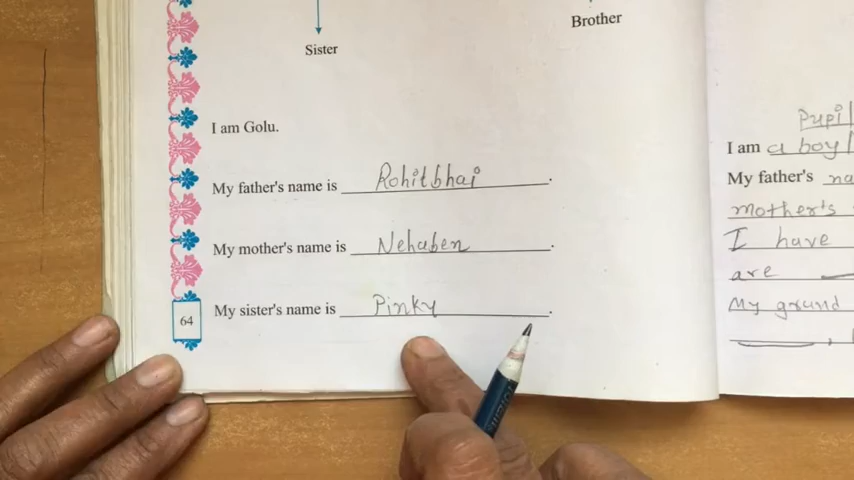 Sister
Brother
I am Golu.
My father's name is Rohitbhai.
My mother's name is Nehaben.
My sister's name is Pinky.
64
Pupil
I am a boy
My father's na
mother's
I have
are
My grand